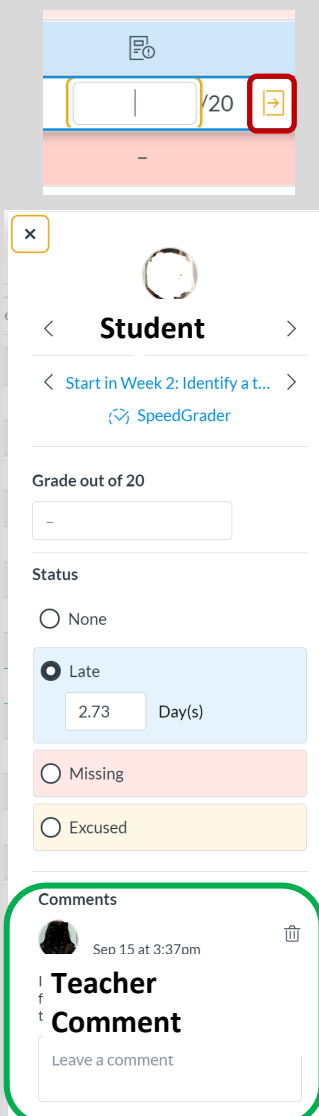 /20
–
×
Student
Start in Week 2: Identify a t...
SpeedGrader
Grade out of 20
–
Status
None
Late
2.73 Day(s)
Missing
Excused
Comments
Sep 15 at 3:37pm
I
Teacher
f
t
Comment
Leave a comment